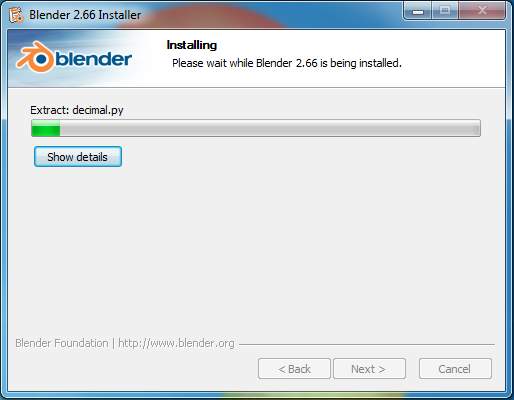 Blender 2.66 Installer
blender
Installing
Please wait while Blender 2.66 is being installed.
Extract: decimal.py
Show details
Blender Foundation | http://www.blender.org
< Back
Next >
Cancel